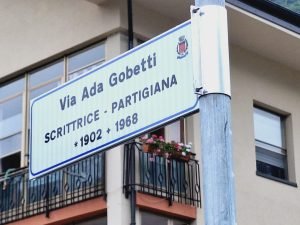 Via Ada Gobetti
SCRITTRICE - PARTIGIANA
*1902 + 1968